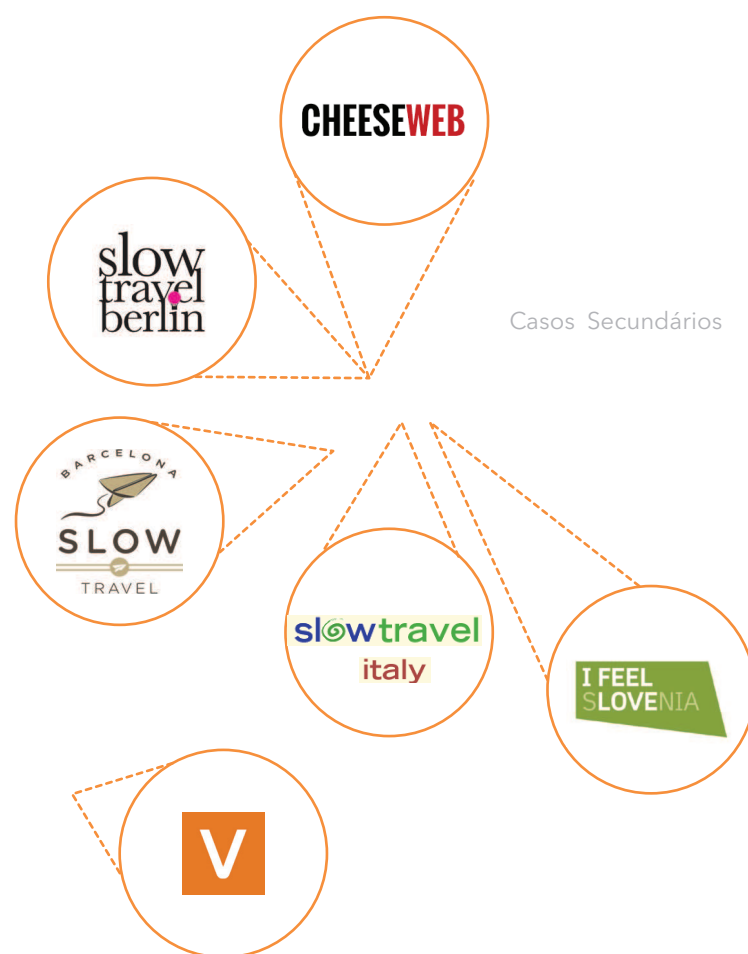 CHEESEWEB
slow
travel
berlin
Casos Secundários
BARCELONA
SLOW
TRAVEL
slowtravel
italy
I FEEL
SLOVENIA
V